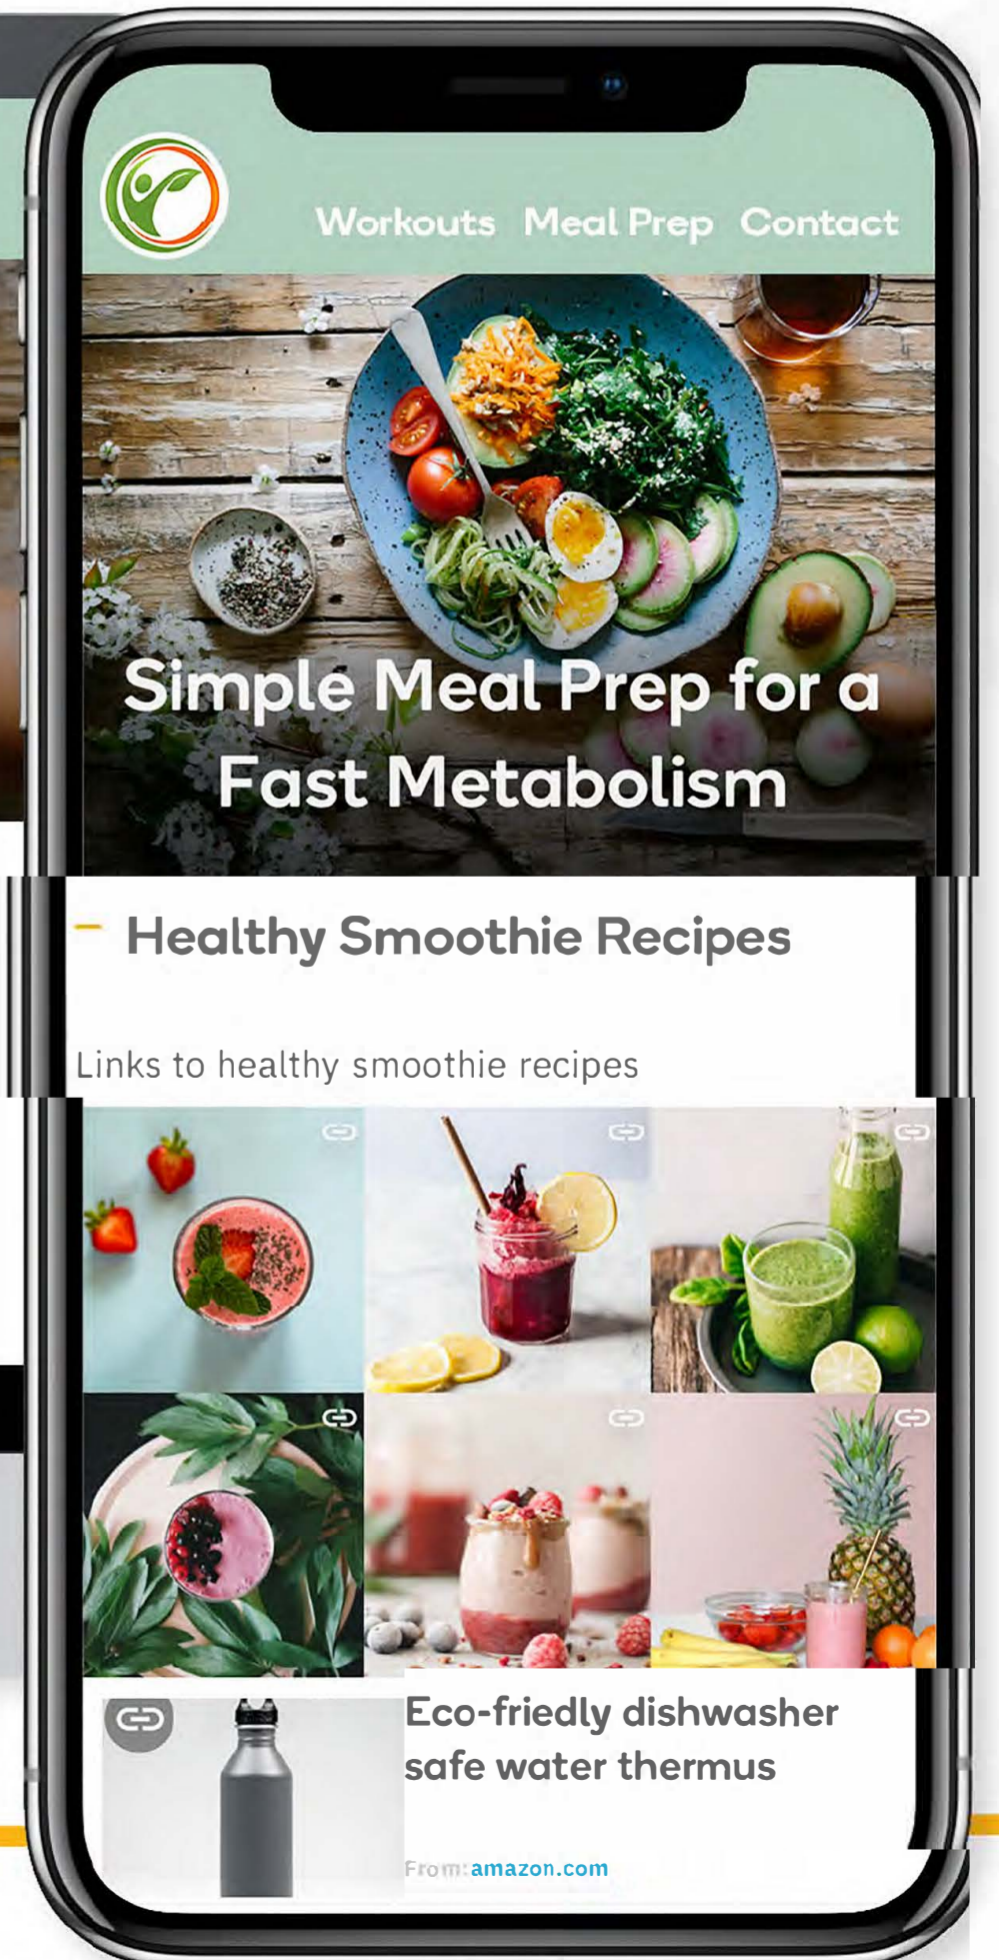 Workouts Meal Prep Contact
Simple Meal Prep for a
Fast Metabolism
Healthy Smoothie Recipes
Links to healthy smoothie recipes
Eco-friedly dishwasher
safe water thermus
From: amazon.com